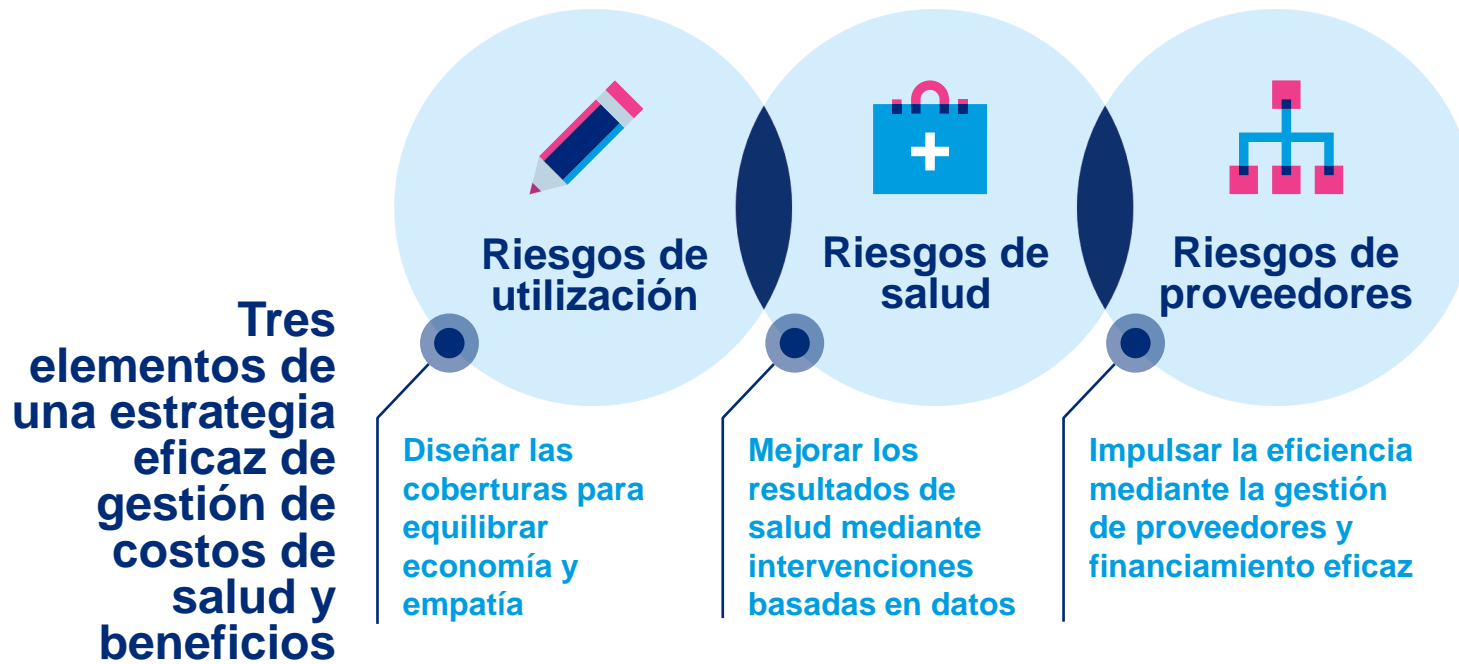 Tres
elementos de
una estrategia
eficaz de
gestión de
costos de
salud y
beneficios
Riesgos de
utilización
Diseñar las
coberturas para
equilibrar
economía y
empatía
Riesgos de
salud
Mejorar los
resultados de
salud mediante
intervenciones
basadas en datos
Riesgos de
proveedores
Impulsar la eficiencia
mediante la gestión
de proveedores y
financiamiento eficaz